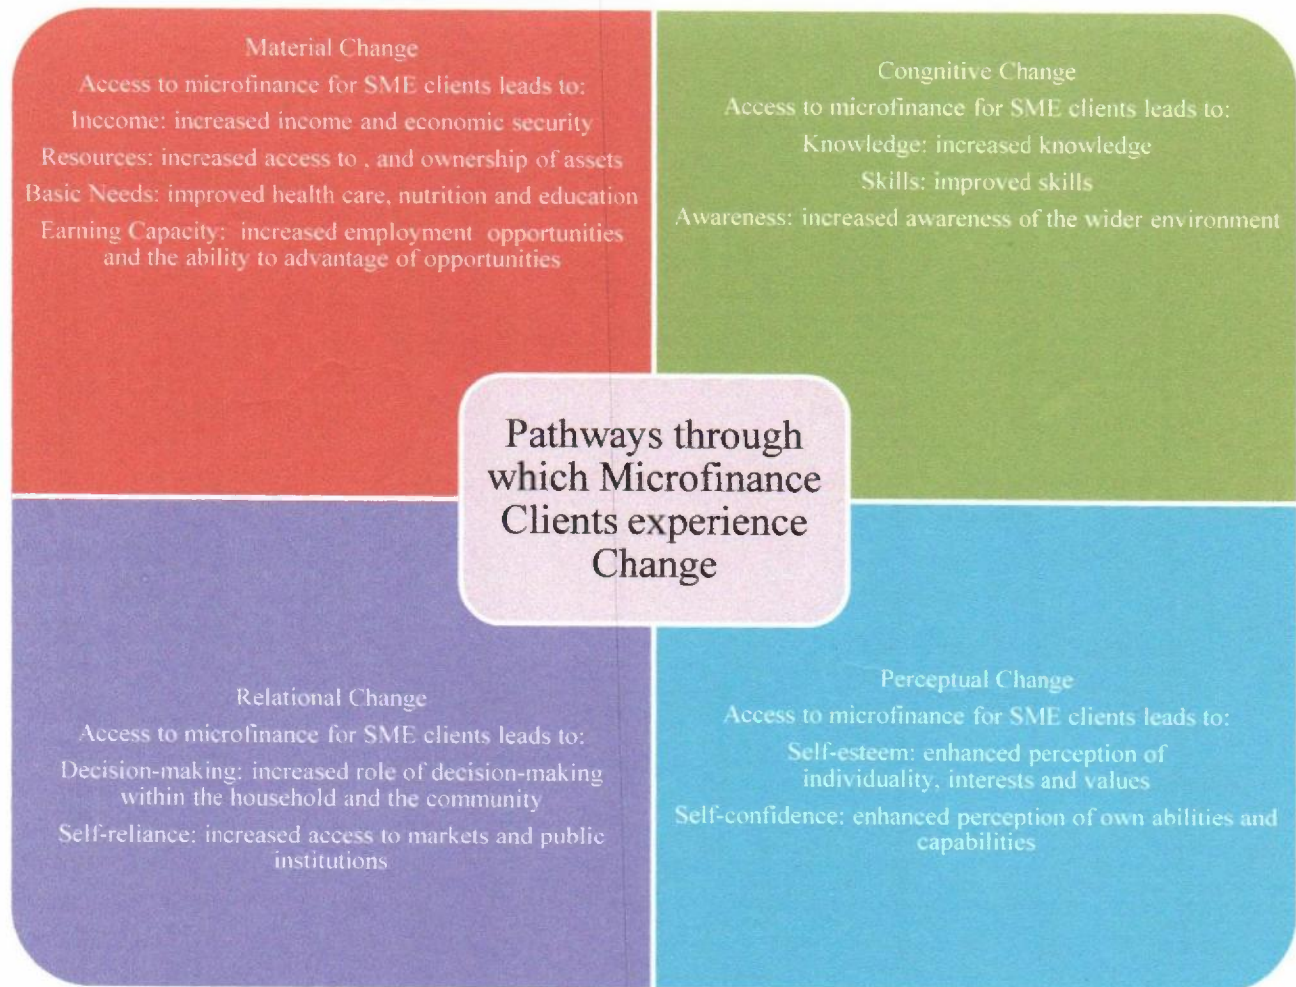 Material Change
Access to microfinance for SME clients leads to:
Inccome: increased income and economic security
Resources: increased access to , and ownership of assets
Basic Needs: improved health care, nutrition and education
Earning Capacity: increased employment opportunities
and the ability to advantage of opportunities
Congnitive Change
Access to microfinance for SME clients leads to:
Knowledge: increased knowledge
Skills: improved skills
Awareness: increased awareness of the wider environment
Pathways through
which Microfinance
Clients experience
Change
Relational Change
Access to microfinance for SME clients leads to:
Decision-making: increased role of decision-making
within the household and the community
Self-reliance: increased access to markets and public
institutions
Perceptual Change
Access to microfinance for SME clients leads to:
Self-esteem: enhanced perception of
individuality, interests and values
Self-confidence: enhanced perception of own abilities and
capabilities